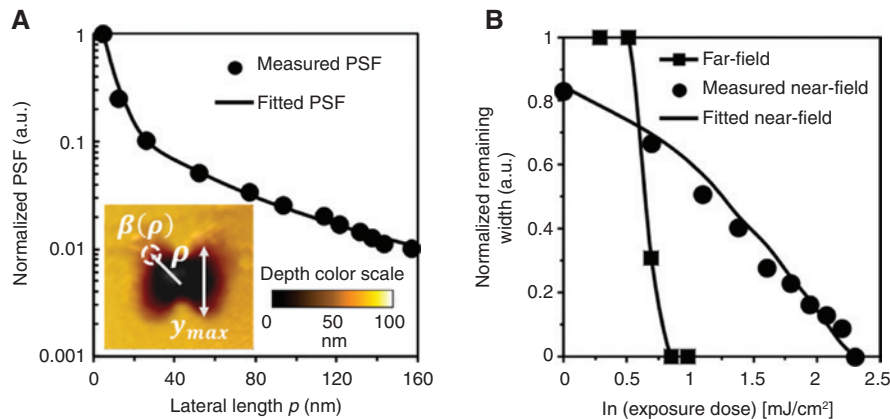 A
Normalized PSF (a.u.)
1
0.1
0.01
0.001
Measured PSF
Fitted PSF
β(ρ)
ρ
y_max
Depth color scale
0 50 100
nm
0 40 80 120 160
Lateral length p (nm)
B
Normalized remaining
width (a.u.)
1
0.8
0.6
0.4
0.2
0
Far-field
Measured near-field
Fitted near-field
0 0.5 1 1.5 2 2.5
In (exposure dose) [mJ/cm²]